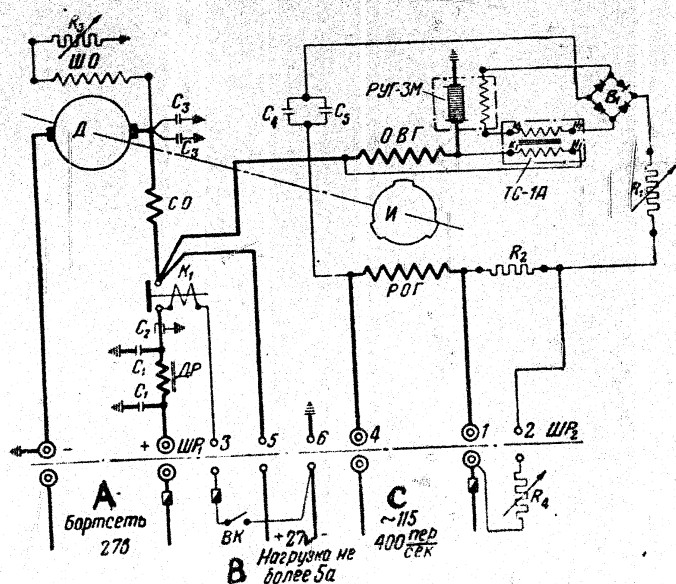 R3
ШО
Д
C3
C3
СО
K1
C2
C1
ДР
C1
C4
C5
РУГ-3М
ОВГ
ТС-1А
В1
R1
И
РОГ
R2
- + ШР1 3 5 6 4 1 2 ШР2
А
Бортсеть
27в
ВК
+27в-
В Нагрузка не
более 5а
С
~115
400 пер/сек
R4